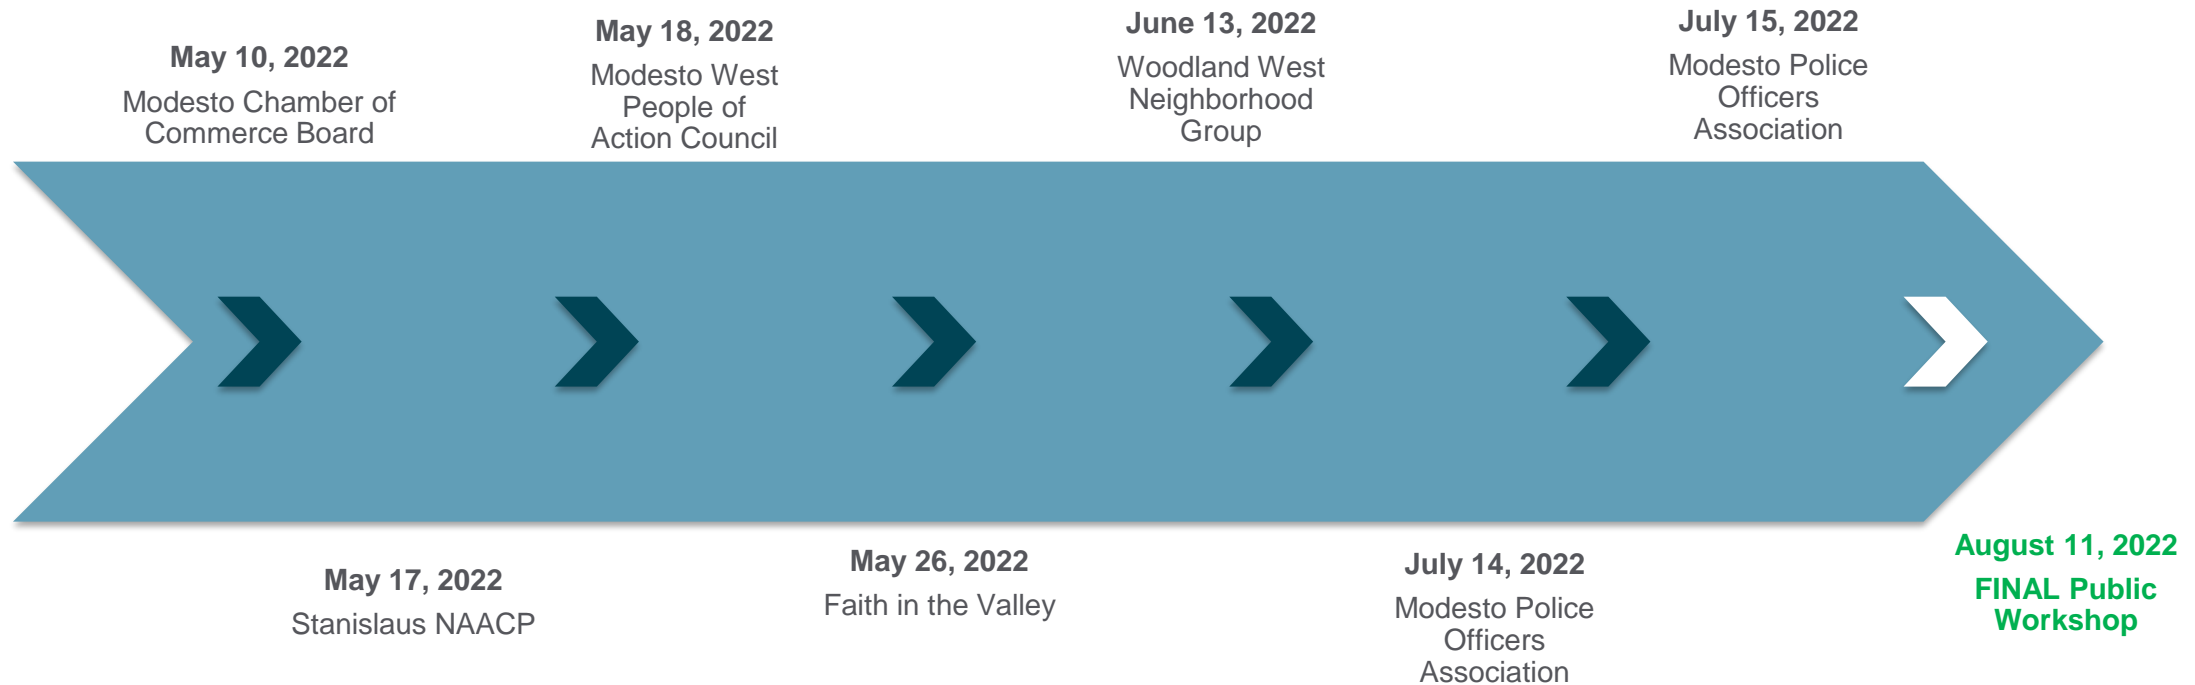 May 10, 2022
Modesto Chamber of
Commerce Board
May 18, 2022
Modesto West
People of
Action Council
June 13, 2022
Woodland West
Neighborhood
Group
July 15, 2022
Modesto Police
Officers
Association
May 17, 2022
Stanislaus NAACP
May 26, 2022
Faith in the Valley
July 14, 2022
Modesto Police
Officers
Association
August 11, 2022
FINAL Public
Workshop